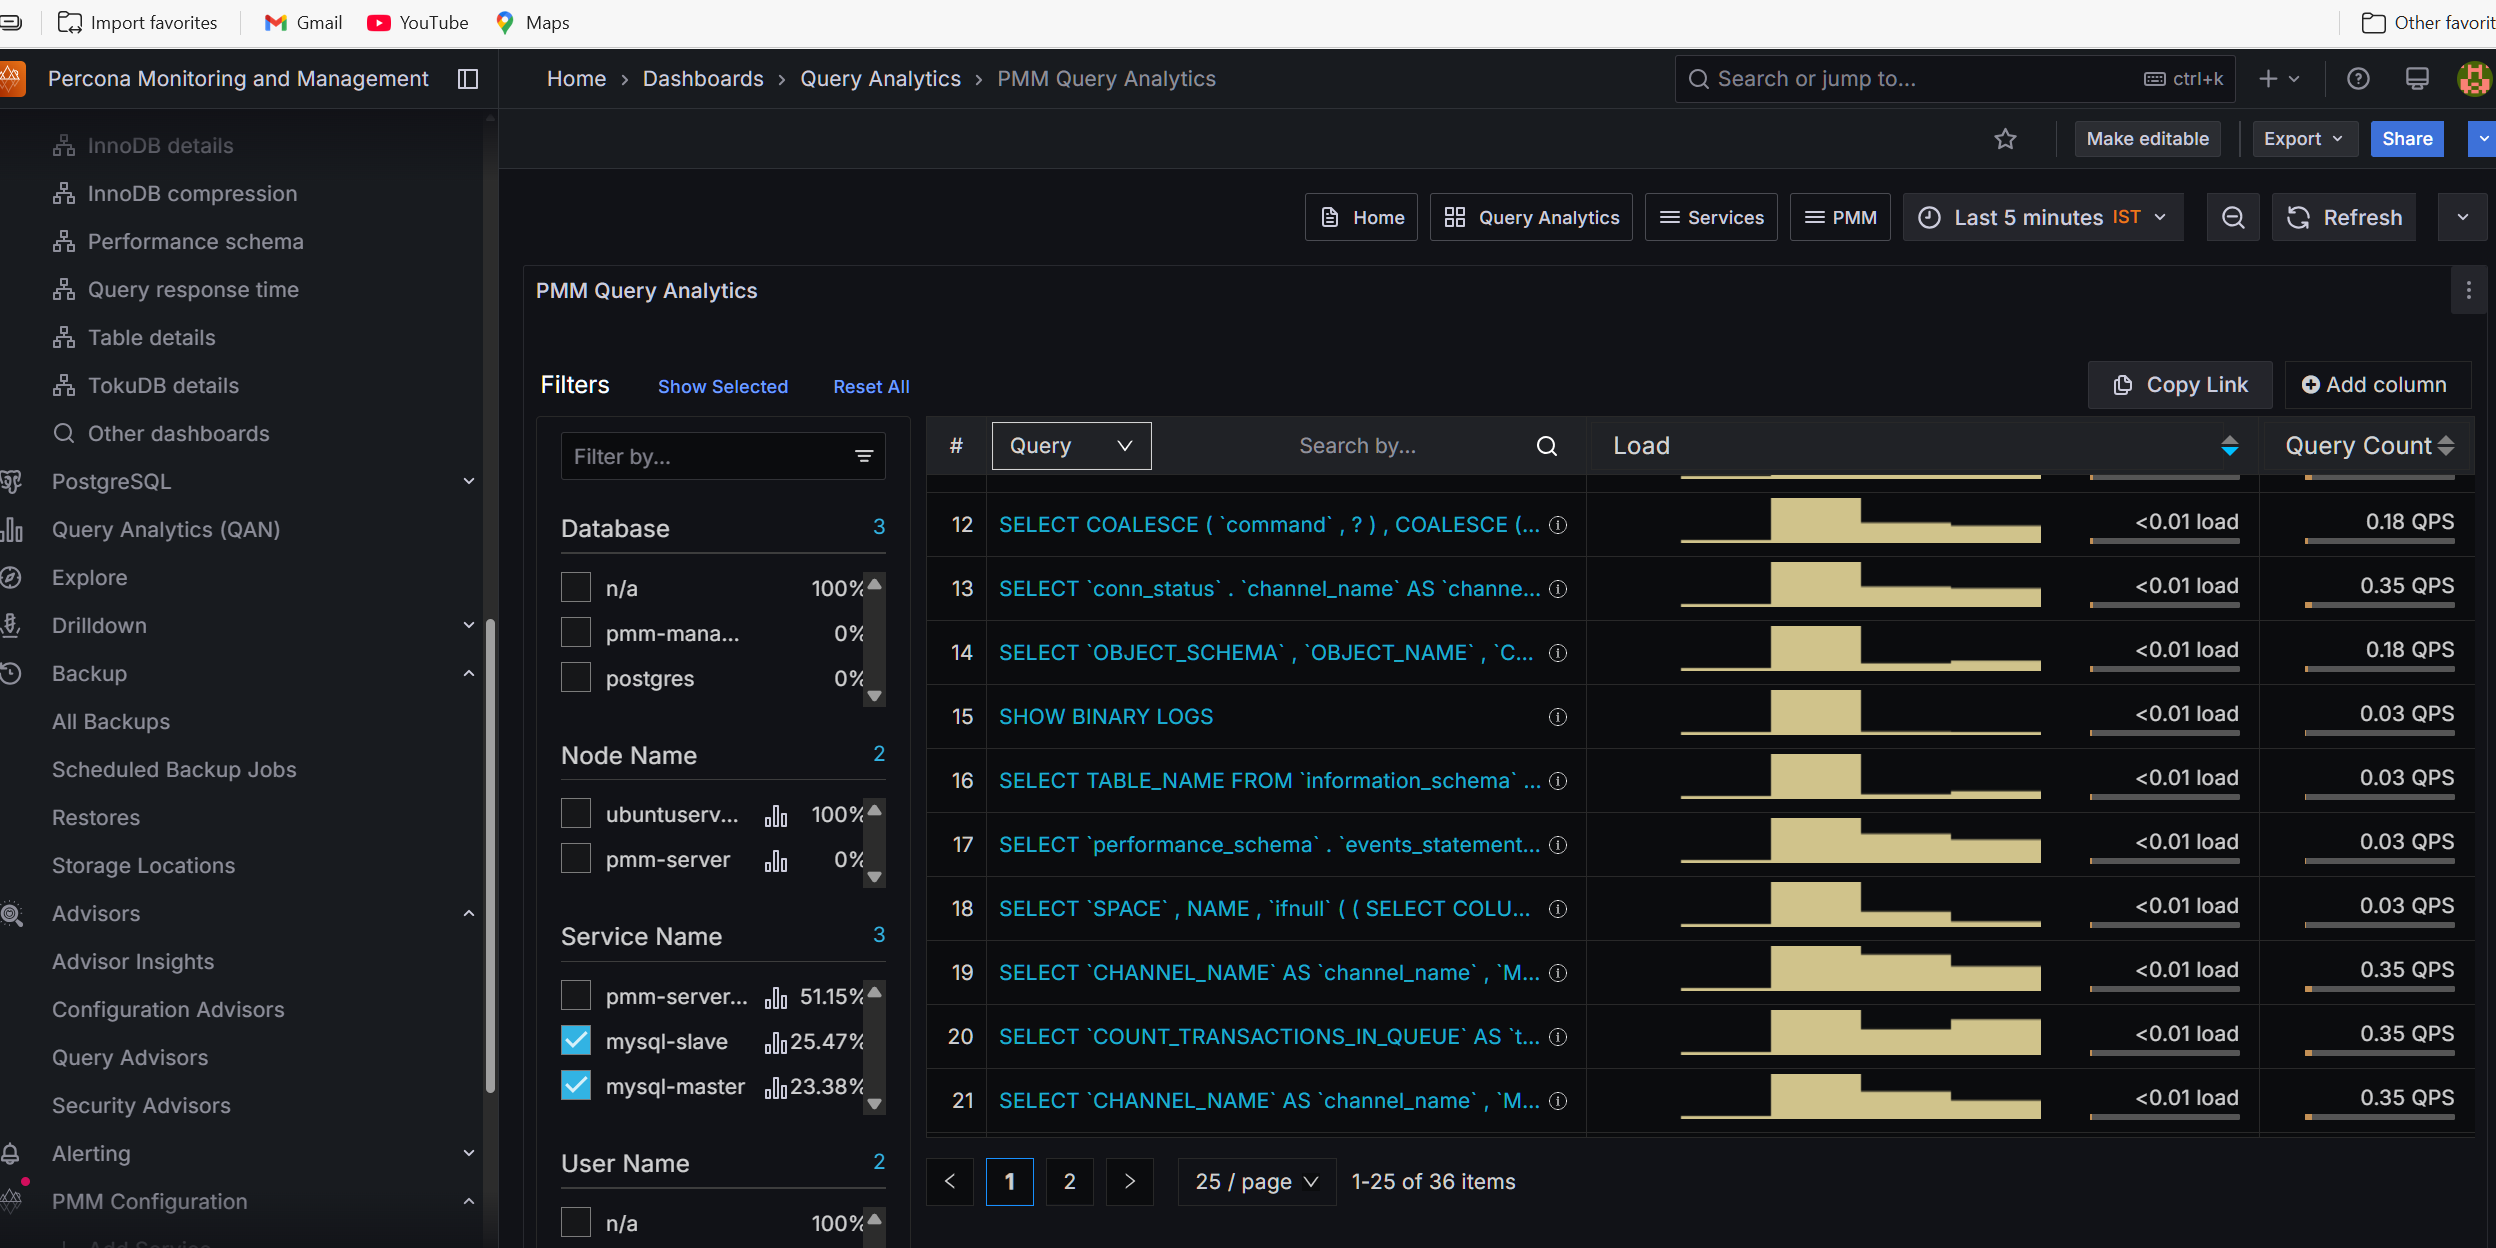 Import favorites
Gmail
YouTube
Maps
Other favorit
Percona Monitoring and Management
Home › Dashboards › Query Analytics › PMM Query Analytics
Search or jump to...
ctrl+k
Make editable
Export
Share
InnoDB details
InnoDB compression
Performance schema
Query response time
Table details
TokuDB details
Other dashboards
PostgreSQL
Query Analytics (QAN)
Explore
Drilldown
Backup
All Backups
Scheduled Backup Jobs
Restores
Storage Locations
Advisors
Advisor Insights
Configuration Advisors
Query Advisors
Security Advisors
Alerting
PMM Configuration
Home
Query Analytics
Services
PMM
Last 5 minutes IST
Refresh
PMM Query Analytics
Filters
Show Selected
Reset All
Copy Link
Add column
Filter by...
Database 3
n/a 100%
pmm-mana... 0%
postgres 0%
Node Name 2
ubuntuserv... 100%
pmm-server 0%
Service Name 3
pmm-server... 51.15%
mysql-slave 25.47%
mysql-master 23.38%
User Name 2
n/a 100%
# Query Search by... Load Query Count
12 SELECT COALESCE ( `command` , ? ) , COALESCE (... <0.01 load 0.18 QPS
13 SELECT `conn_status` . `channel_name` AS `channe... <0.01 load 0.35 QPS
14 SELECT `OBJECT_SCHEMA` , `OBJECT_NAME` , `C... <0.01 load 0.18 QPS
15 SHOW BINARY LOGS <0.01 load 0.03 QPS
16 SELECT TABLE_NAME FROM `information_schema` ... <0.01 load 0.03 QPS
17 SELECT `performance_schema` . `events_statement... <0.01 load 0.03 QPS
18 SELECT `SPACE` , NAME , `ifnull` ( ( SELECT COLU... <0.01 load 0.03 QPS
19 SELECT `CHANNEL_NAME` AS `channel_name` , `M... <0.01 load 0.35 QPS
20 SELECT `COUNT_TRANSACTIONS_IN_QUEUE` AS `t... <0.01 load 0.35 QPS
21 SELECT `CHANNEL_NAME` AS `channel_name` , `M... <0.01 load 0.35 QPS
1
2
25 / page
1-25 of 36 items